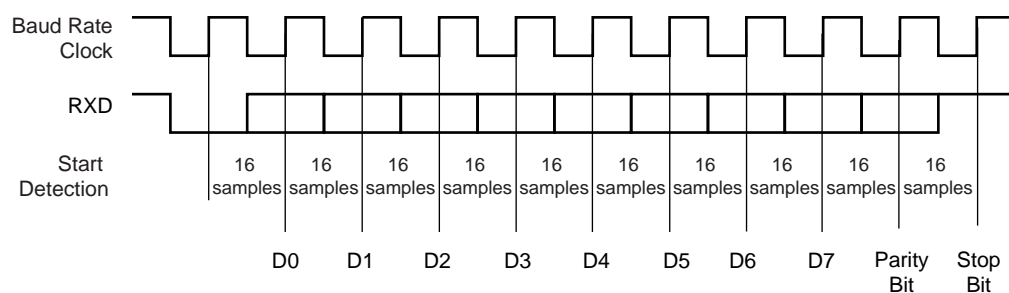 Baud Rate
Clock
RXD
Start
Detection
16
samples
16
samples
16
samples
16
samples
16
samples
16
samples
16
samples
16
samples
16
samples
16
samples
D0
D1
D2
D3
D4
D5
D6
D7
Parity
Bit
Stop
Bit